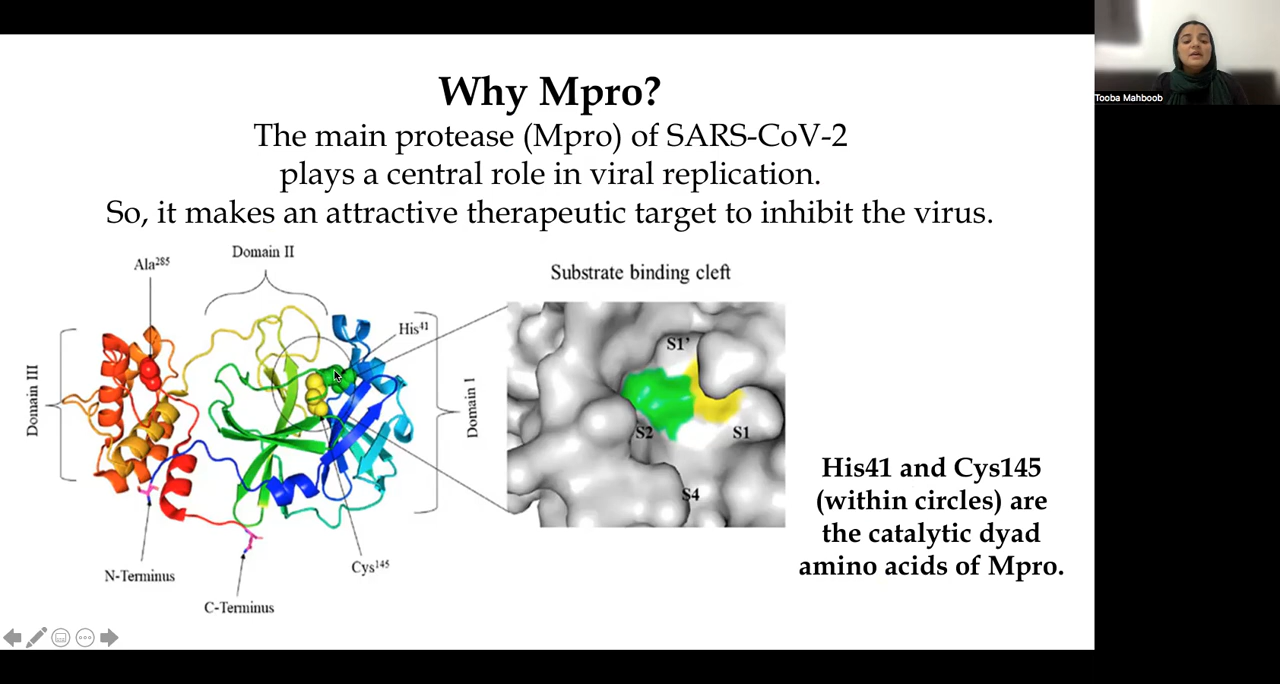 Why Mpro?
The main protease (Mpro) of SARS-CoV-2
plays a central role in viral replication.
So, it makes an attractive therapeutic target to inhibit the virus.
Domain II
Ala²⁸⁵
His⁴¹
Domain III
Domain 1
N-Terminus
C-Terminus
Cys¹⁴⁵
Substrate binding cleft
S1’
S2
S1
S4
His41 and Cys145
(within circles) are
the catalytic dyad
amino acids of Mpro.
Tooba Mahboob